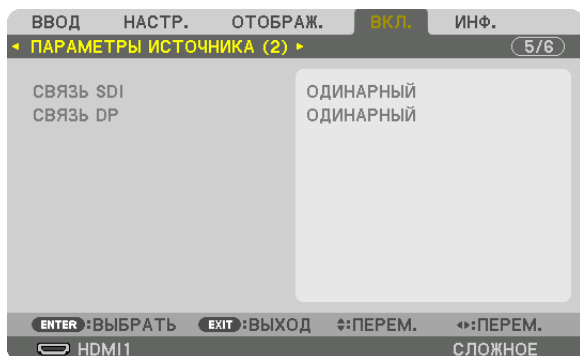 ВВОД НАСТР. ОТОБРАЖ. ВКЛ. ИНФ.
ПАРАМЕТРЫ ИСТОЧНИКА (2) 5/6
СВЯЗЬ SDI ОДИНАРНЫЙ
СВЯЗЬ DP ОДИНАРНЫЙ
ENTER :ВЫБРАТЬ EXIT :ВЫХОД :ПЕРЕМ. :ПЕРЕМ.
HDMI1 СЛОЖНОЕ